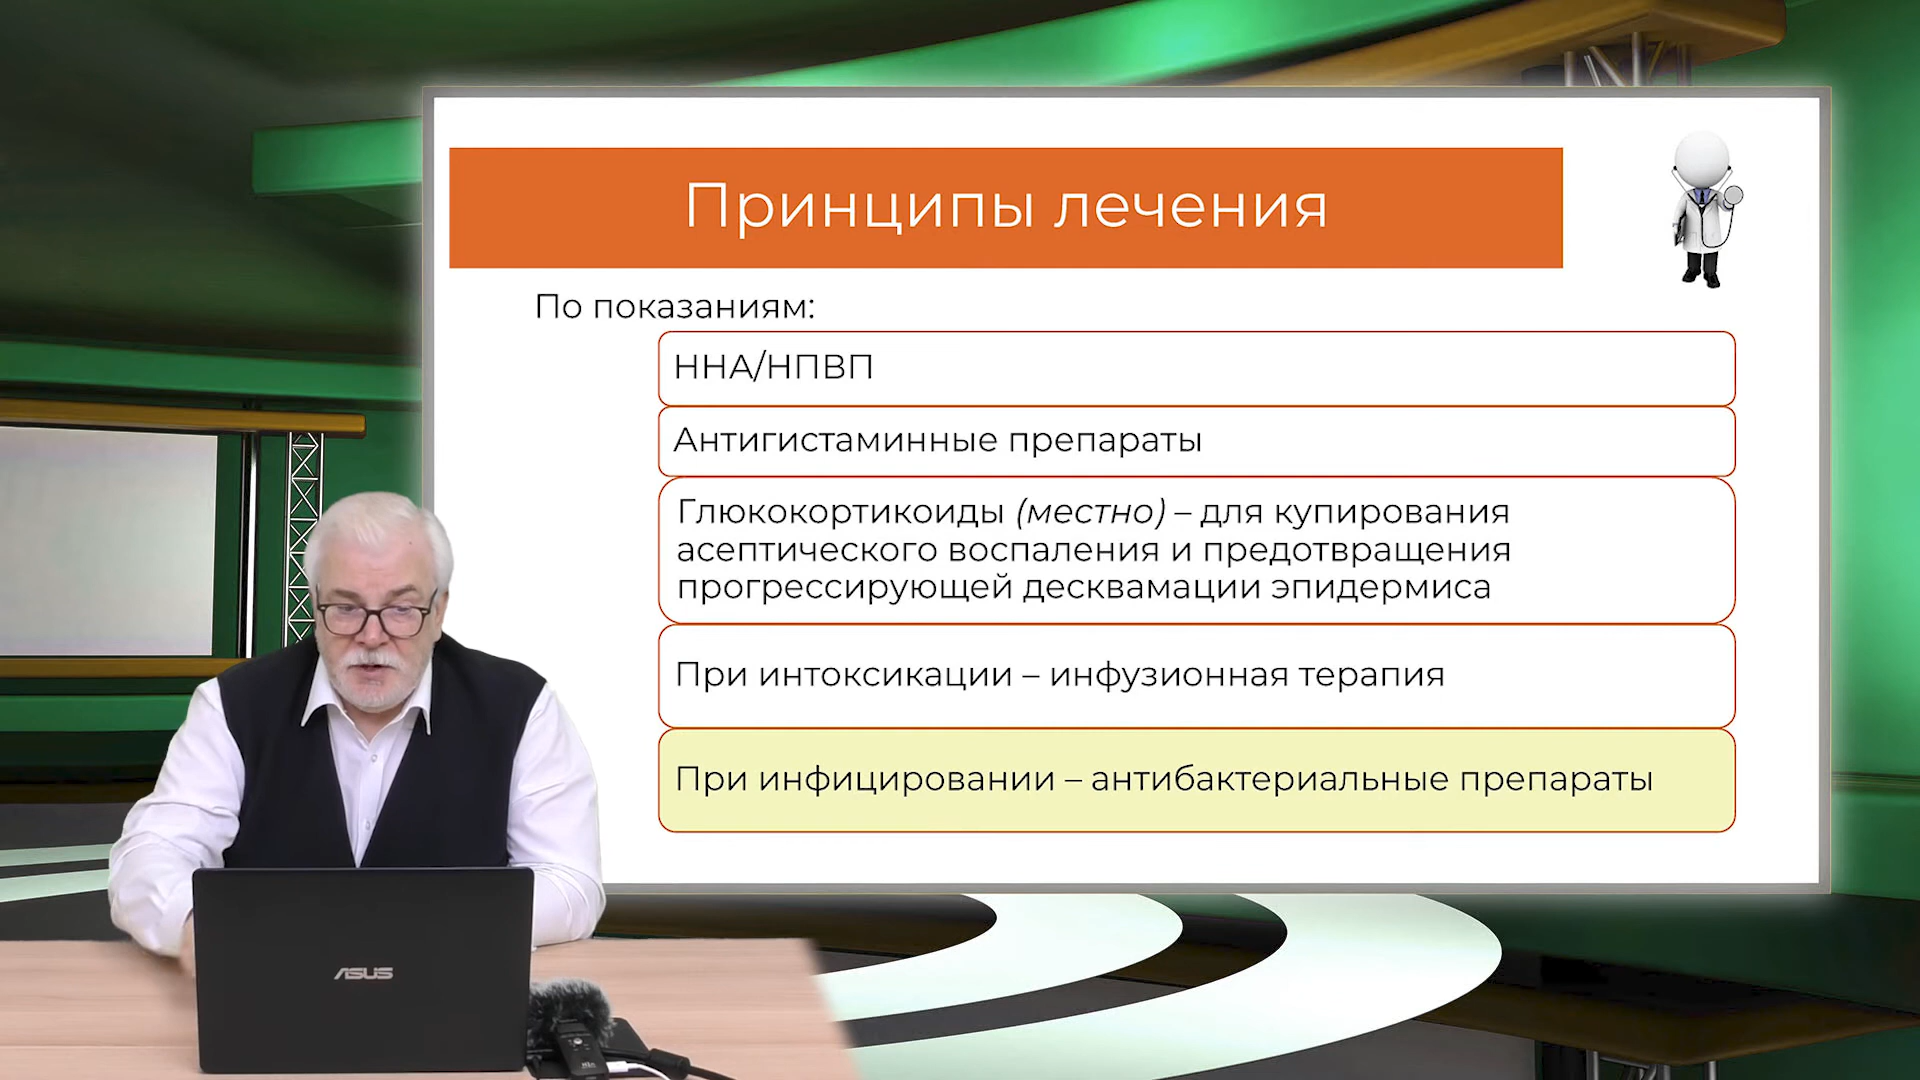 Принципы лечения
По показаниям:
ННА/НПВП
Антигистаминные препараты
Глюкокортикоиды (местно) – для купирования
асептического воспаления и предотвращения
прогрессирующей десквамации эпидермиса
При интоксикации – инфузионная терапия
При инфицировании – антибактериальные препараты
ASUS